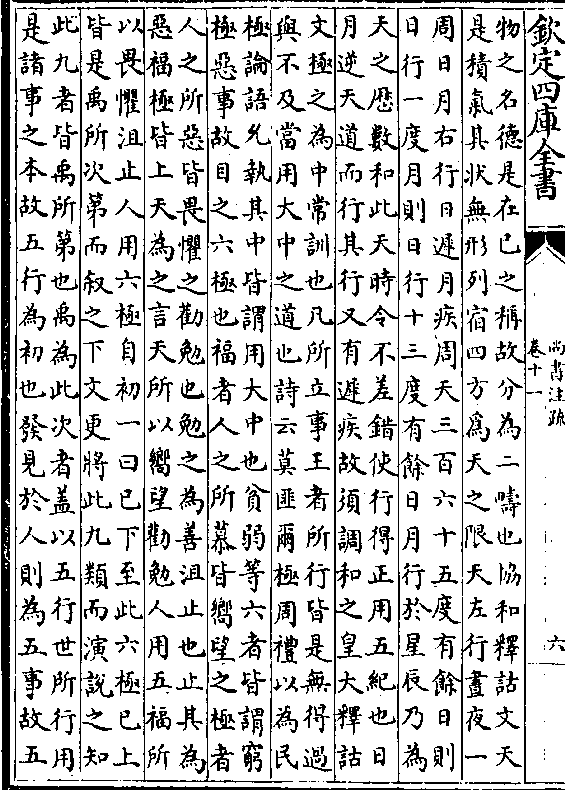 欽定四庫全書
尚書注疏
卷十一
六
物之名德是在已之稱故分為二疇也協和釋詁文天
是積氣其狀無形列宿四方為天之限天左行晝夜一
周日月右行日遲月疾周天三百六十五度有餘日則
日行一度月則日行十三度有餘日月行於星辰乃為
天之歴數和此天時令不差錯使行得正用五紀也日
月逆天道而行其行又有遲疾故須調和之皇大釋詁
文極之為中常訓也凡所立事王者所行皆是無得過
與不及當用大中之道也詩云莫匪爾極周禮以為民
極論語允執其中皆謂用大中也貧弱等六者皆謂窮
極惡事故目之六極也福者人之所慕皆嚮望之極者
人之所惡皆畏懼之勸勉也勉之為善沮止也止其為
惡福極皆上天為之言天所以嚮望勸勉人用五福所
以畏懼沮止人用六極自初一曰已下至此六極已上
皆是禹所次第而叙之下文更將此九類而演說之知
此九者皆禹所第也禹為此次者盖以五行世所行用
是諸事之本故五行為初也發見於人則為五事故五